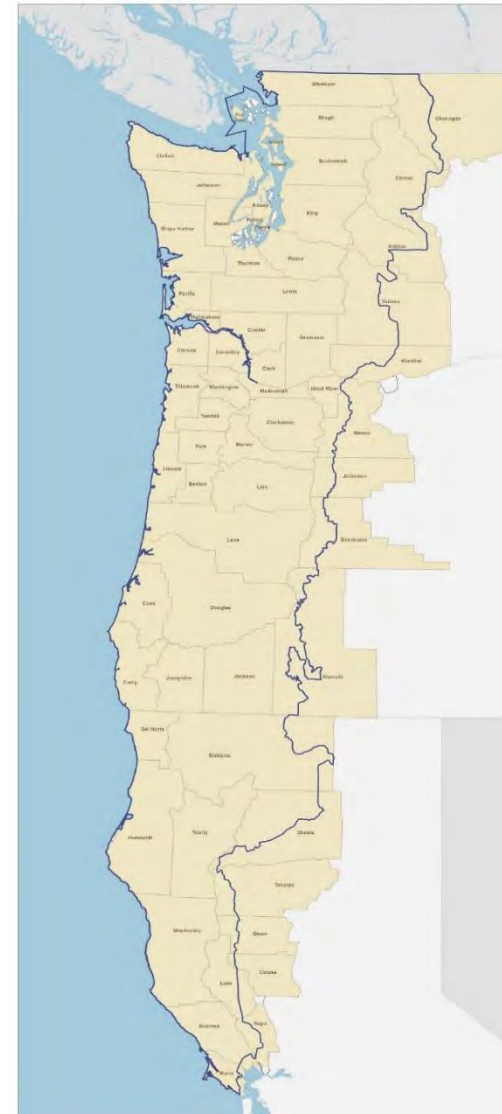 Whatcom
Okanogan
Skagit
Clallam
Snohomish
Chelan
Jefferson
Kitsap
King
Mason
Grays Harbor
Kittitas
Thurston
Pierce
Pacific
Lewis
Yakima
Wahkiakum
Cowlitz
Skamania
Clatsop
Columbia
Clark
Klickitat
Tillamook
Washington
Multnomah
Hood River
Yamhill
Clackamas
Wasco
Polk
Marion
Lincoln
Jefferson
Benton
Linn
Lane
Deschutes
Coos
Douglas
Curry
Josephine
Jackson
Klamath
Del Norte
Siskiyou
Humboldt
Trinity
Shasta
Tehama
Mendocino
Glenn
Lake
Colusa
Sonoma
Napa
Marin